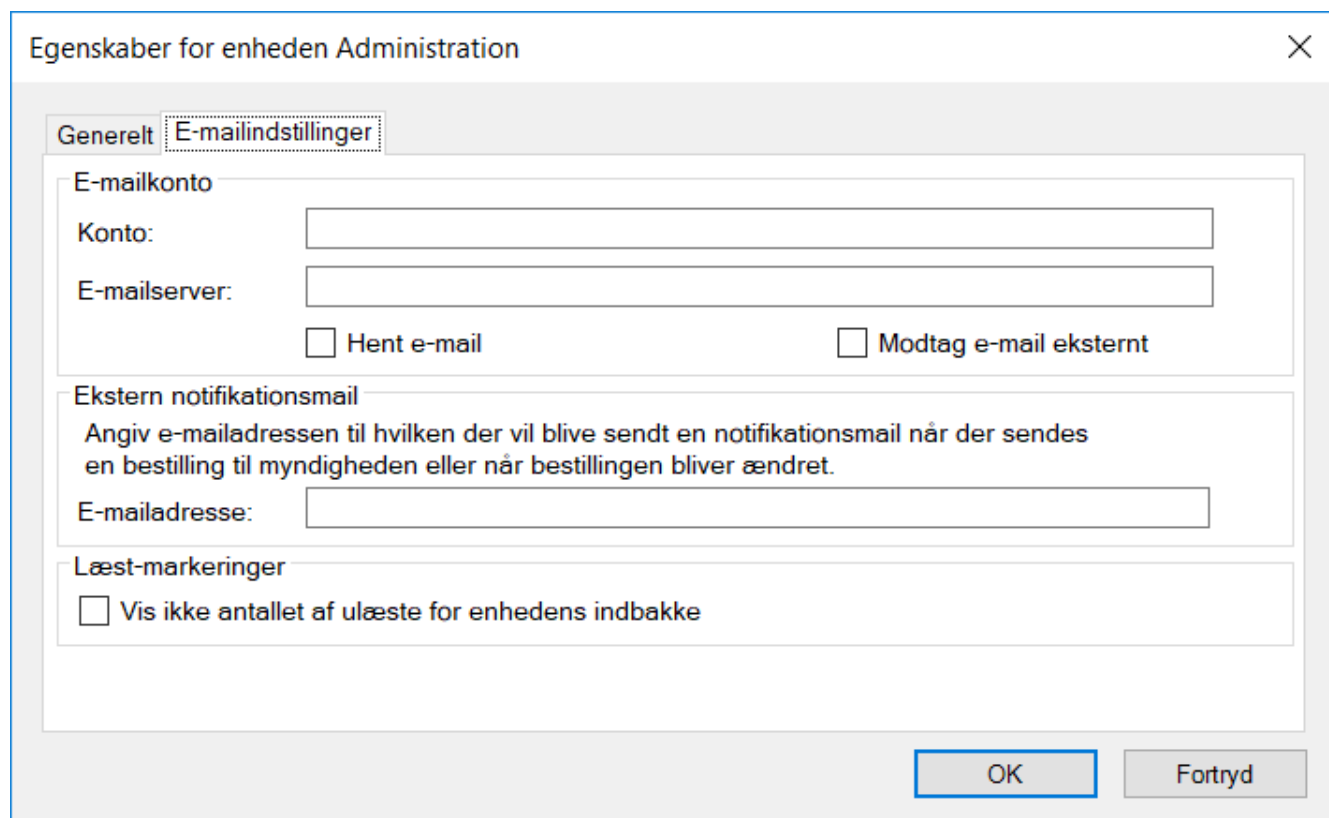 Egenskaber for enheden Administration
Generelt
E-mailindstillinger
E-mailkonto
Konto:
E-mailserver:
Hent e-mail
Modtag e-mail eksternt
Ekstern notifikationsmail
Angiv e-mailadressen til hvilken der vil blive sendt en notifikationsmail når der sendes
en bestilling til myndigheden eller når bestillingen bliver ændret.
E-mailadresse:
Læst-markeringer
Vis ikke antallet af ulæste for enhedens indbakke
OK
Fortryd